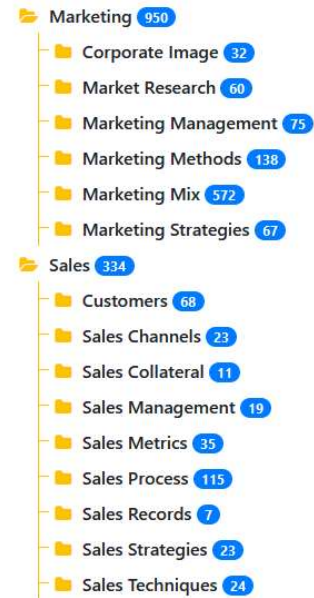 Marketing 950
Corporate Image 32
Market Research 60
Marketing Management 75
Marketing Methods 138
Marketing Mix 572
Marketing Strategies 67
Sales 334
Customers 68
Sales Channels 23
Sales Collateral 11
Sales Management 19
Sales Metrics 35
Sales Process 115
Sales Records 7
Sales Strategies 23
Sales Techniques 24